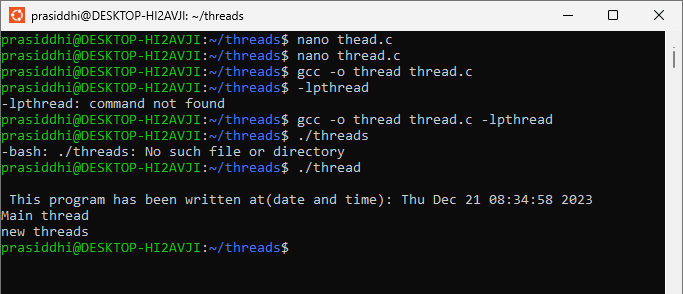 prasiddhi@DESKTOP-HI2AVJI: ~/threads
prasiddhi@DESKTOP-HI2AVJI:~/threads$ nano thead.c
prasiddhi@DESKTOP-HI2AVJI:~/threads$ nano thread.c
prasiddhi@DESKTOP-HI2AVJI:~/threads$ gcc -o thread thread.c
prasiddhi@DESKTOP-HI2AVJI:~/threads$ -lpthread
-lpthread: command not found
prasiddhi@DESKTOP-HI2AVJI:~/threads$ gcc -o thread thread.c -lpthread
prasiddhi@DESKTOP-HI2AVJI:~/threads$ ./threads
-bash: ./threads: No such file or directory
prasiddhi@DESKTOP-HI2AVJI:~/threads$ ./thread
This program has been written at(date and time): Thu Dec 21 08:34:58 2023
Main thread
new threads
prasiddhi@DESKTOP-HI2AVJI:~/threads$